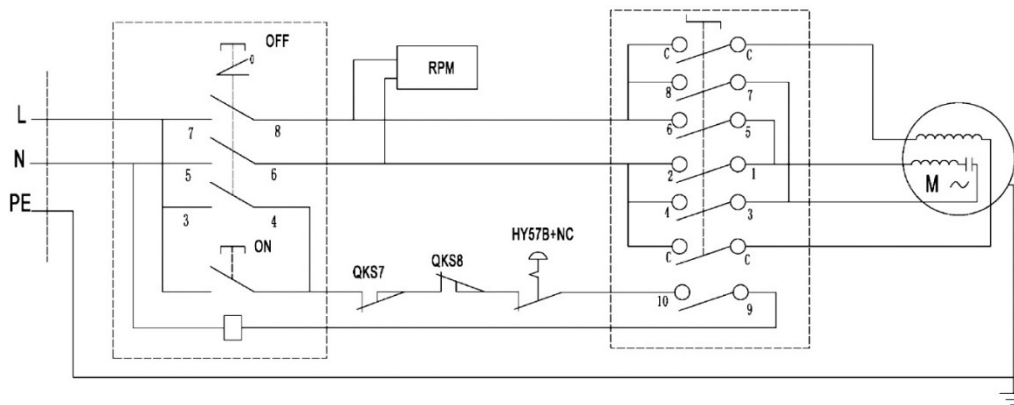 OFF
0
RPM
C C
8 7
L
7 8
6 5
N
5 6
2 1
M ~
PE
3 4
4 3
ON
HY57B+NC
C C
QKS7
QKS8
10 9